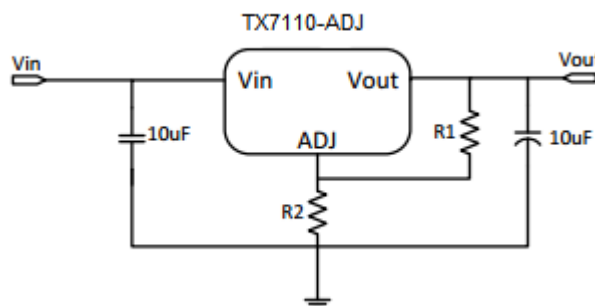 TX7110-ADJ
Vin
Vout
Vin
Vout
R1
10uF
10uF
ADJ
R2